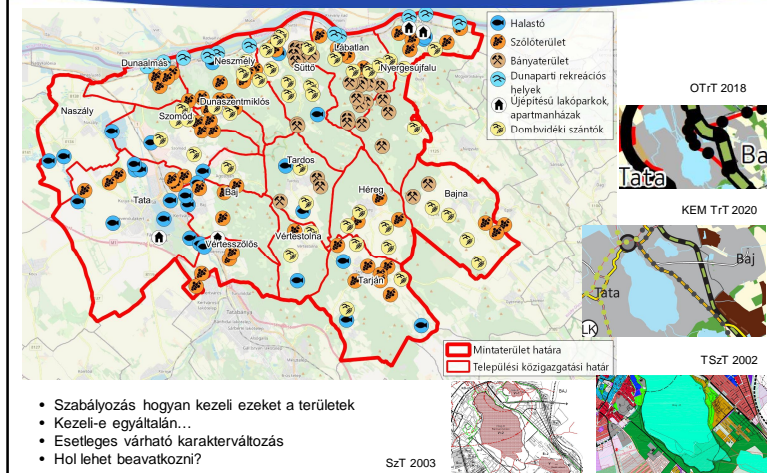 Halastó
Szőlőterület
Bányaterület
Dunaparti rekreációs
helyek
Újépítésű lakóparkok,
apartmanházak
Dombvidéki szántók
Dunaalmás
Neszmély
Süttő
Lábatlan
Nyergesújfalu
Naszály
Szomód
Dunaszentmiklós
Tardos
Héreg
Bajna
Tata
Baj
Vértesszőlős
Vértestolna
Tarján
Mintaterület határa
Települési közigazgatási határ
OTrT 2018
Tata
Ba
KEM TrT 2020
Baj
Tata
LK
TSzT 2002
• Szabályozás hogyan kezeli ezeket a területek
• Kezeli-e egyáltalán…
• Esetleges várható karakterváltozás
• Hol lehet beavatkozni?
SzT 2003
BAJ